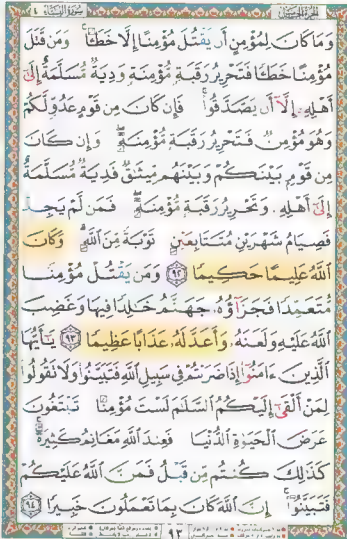 الجزء الخامس
سورة النساء ٤
وَمَا كَانَ لِمُؤْمِنٍ أَن يَقْتُلَ مُؤْمِنًا إِلَّا خَطَـًٔا ۚ وَمَن قَتَلَ
مُؤْمِنًا خَطَـًٔا فَتَحْرِيرُ رَقَبَةٍ مُّؤْمِنَةٍ وَدِيَةٌ مُّسَلَّمَةٌ إِلَىٰٓ
أَهْلِهِۦٓ إِلَّآ أَن يَصَّدَّقُوا۟ ۚ فَإِن كَانَ مِن قَوْمٍ عَدُوٍّ لَّكُمْ
وَهُوَ مُؤْمِنٌ فَتَحْرِيرُ رَقَبَةٍ مُّؤْمِنَةٍ ۖ وَإِن كَانَ
مِن قَوْمٍۭ بَيْنَكُمْ وَبَيْنَهُم مِّيثَٰقٌ فَدِيَةٌ مُّسَلَّمَةٌ
إِلَىٰٓ أَهْلِهِۦ وَتَحْرِيرُ رَقَبَةٍ مُّؤْمِنَةٍ ۖ فَمَن لَّمْ يَجِدْ
فَصِيَامُ شَهْرَيْنِ مُتَتَابِعَيْنِ تَوْبَةً مِّنَ ٱللَّهِ ۗ وَكَانَ
ٱللَّهُ عَلِيمًا حَكِيمًا ٩٢ وَمَن يَقْتُلْ مُؤْمِنًا
مُّتَعَمِّدًا فَجَزَآؤُهُۥ جَهَنَّمُ خَٰلِدًا فِيهَا وَغَضِبَ
ٱللَّهُ عَلَيْهِ وَلَعَنَهُۥ وَأَعَدَّ لَهُۥ عَذَابًا عَظِيمًا ٩٣ يَٰٓأَيُّهَا
ٱلَّذِينَ ءَامَنُوٓا۟ إِذَا ضَرَبْتُمْ فِى سَبِيلِ ٱللَّهِ فَتَبَيَّنُوا۟ وَلَا تَقُولُوا۟
لِمَنْ أَلْقَىٰٓ إِلَيْكُمُ ٱلسَّلَٰمَ لَسْتَ مُؤْمِنًا تَبْتَغُونَ
عَرَضَ ٱلْحَيَوٰةِ ٱلدُّنْيَا فَعِندَ ٱللَّهِ مَغَانِمُ كَثِيرَةٌ ۚ
كَذَٰلِكَ كُنتُم مِّن قَبْلُ فَمَنَّ ٱللَّهُ عَلَيْكُمْ
فَتَبَيَّنُوٓا۟ ۚ إِنَّ ٱللَّهَ كَانَ بِمَا تَعْمَلُونَ خَبِيرًا ٩٤
٩٣